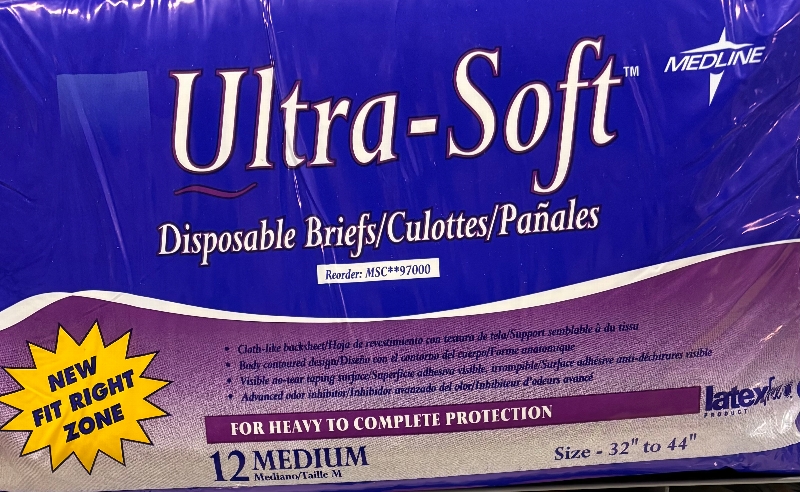 MEDLINE
Ultra-Soft™
Disposable Briefs/Culottes/Pañales
Reorder: MSC**97000
• Cloth-like backsheet/Hoja de revestimiento con textura de tela/Support semblable à du tissu
• Body contoured design/Diseño con el contorno del cuerpo/Forme anatomique
• Visible no-tear taping surface/Superficie adhesiva visible, irrompible/Surface adhésive anti-déchirures visible
• Advanced odor inhibitor/Inhibidor avanzado del olor/Inhibiteur d'odeurs avancé
NEW
FIT RIGHT
ZONE
latex free
PRODUCT
FOR HEAVY TO COMPLETE PROTECTION
12 MEDIUM
Mediano/Taille M
Size - 32" to 44"